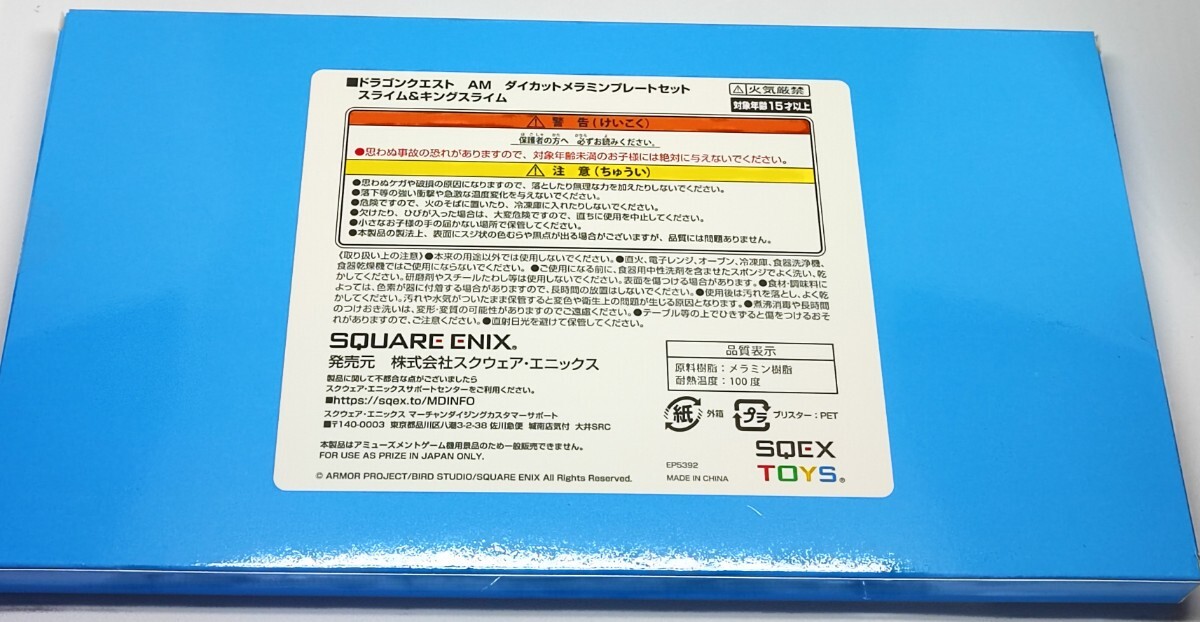 ■ドラゴンクエスト AM ダイカットメラミンプレートセット
スライム&キングスライム
⚠火気厳禁
対象年齢15才以上
⚠ 警 告(けいこく)
保護者の方へ 必ずお読みください。
●思わぬ事故の恐れがありますので、対象年齢未満のお子様には絶対に与えないでください。
⚠ 注 意(ちゅうい)
●思わぬケガや破損の原因になりますので、落としたり無理な力を加えたりしないでください。
●落下等の強い衝撃や急激な温度変化を与えないでください。
●危険ですので、火のそばに置いたり、冷凍庫に入れたりしないでください。
●欠けたり、ひびが入った場合は、大変危険ですので、直ちに使用を中止してください。
●小さなお子様の手の届かない場所で保管してください。
●本製品の製法上、表面にスジ状の色むらや黒点が出る場合がございますが、品質には問題ありません。
《取り扱い上の注意》●本来の用途以外では使用しないでください。●直火、電子レンジ、オーブン、冷凍庫、食器洗浄機、
食器乾燥機ではご使用にならないでください。●ご使用になる前に、食器用中性洗剤を含ませたスポンジでよく洗い、乾
かしてください。研磨剤やスチールたわし等は使用しないでください。表面を傷つける場合があります。●食材・調味料に
よっては、色素が器に付着する場合がありますので、長時間の放置はしないでください。●使用後は汚れを落とし、よく乾
かしてください。汚れや水気がついたまま保管すると変色や衛生上の問題が生じる原因となります。●煮沸消毒や長時間
のつけおき洗いは、変形・変質の可能性がありますのでご遠慮ください。●テーブル等の上でひきずると傷をつけるおそ
れがありますので、ご注意ください。●直射日光を避けて保管してください。
SQUARE ENIX®
発売元 株式会社スクウェア・エニックス
製品に関して不都合な点がございましたら
スクウェア・エニックスサポートセンターをご利用ください。
■https://sqex.to/MDINFO
スクウェア・エニックス マーチャンダイジングカスタマーサポート
■〒140-0003 東京都品川区八潮3-2-38 佐川急便 城南店気付 大井SRC
本製品はアミューズメントゲーム機用景品のため一般販売できません。
FOR USE AS PRIZE IN JAPAN ONLY.
© ARMOR PROJECT/BIRD STUDIO/SQUARE ENIX All Rights Reserved.
品質表示
原料樹脂:メラミン樹脂
耐熱温度:100度
紙 外箱
プラ ブリスター:PET
EP5392
MADE IN CHINA
SQEX
TOYS®